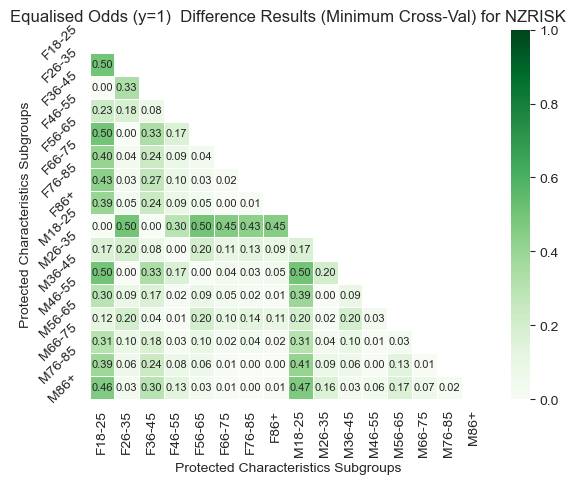 Equalised Odds (y=1) Difference Results (Minimum Cross-Val) for NZRISK
Protected Characteristics Subgroups
F18-25
F26-35 0.50
F36-45 0.00 0.33
F46-55 0.23 0.18 0.08
F56-65 0.50 0.00 0.33 0.17
F66-75 0.40 0.04 0.24 0.09 0.04
F76-85 0.43 0.03 0.27 0.10 0.03 0.02
F86+ 0.39 0.05 0.24 0.09 0.05 0.00 0.01
M18-25 0.00 0.50 0.00 0.30 0.50 0.45 0.43 0.45
M26-35 0.17 0.20 0.08 0.00 0.20 0.11 0.13 0.09 0.17
M36-45 0.50 0.00 0.33 0.17 0.00 0.04 0.03 0.05 0.50 0.20
M46-55 0.30 0.09 0.17 0.02 0.09 0.05 0.02 0.01 0.39 0.00 0.09
M56-65 0.12 0.20 0.04 0.01 0.20 0.10 0.14 0.11 0.20 0.02 0.20 0.03
M66-75 0.31 0.10 0.18 0.03 0.10 0.02 0.04 0.02 0.31 0.04 0.10 0.01 0.03
M76-85 0.39 0.06 0.24 0.08 0.06 0.01 0.00 0.00 0.41 0.09 0.06 0.00 0.13 0.01
M86+ 0.46 0.03 0.30 0.13 0.03 0.01 0.00 0.01 0.47 0.16 0.03 0.06 0.17 0.07 0.02
F18-25 F26-35 F36-45 F46-55 F56-65 F66-75 F76-85 F86+ M18-25 M26-35 M36-45 M46-55 M56-65 M66-75 M76-85 M86+
Protected Characteristics Subgroups
1.0
0.8
0.6
0.4
0.2
0.0